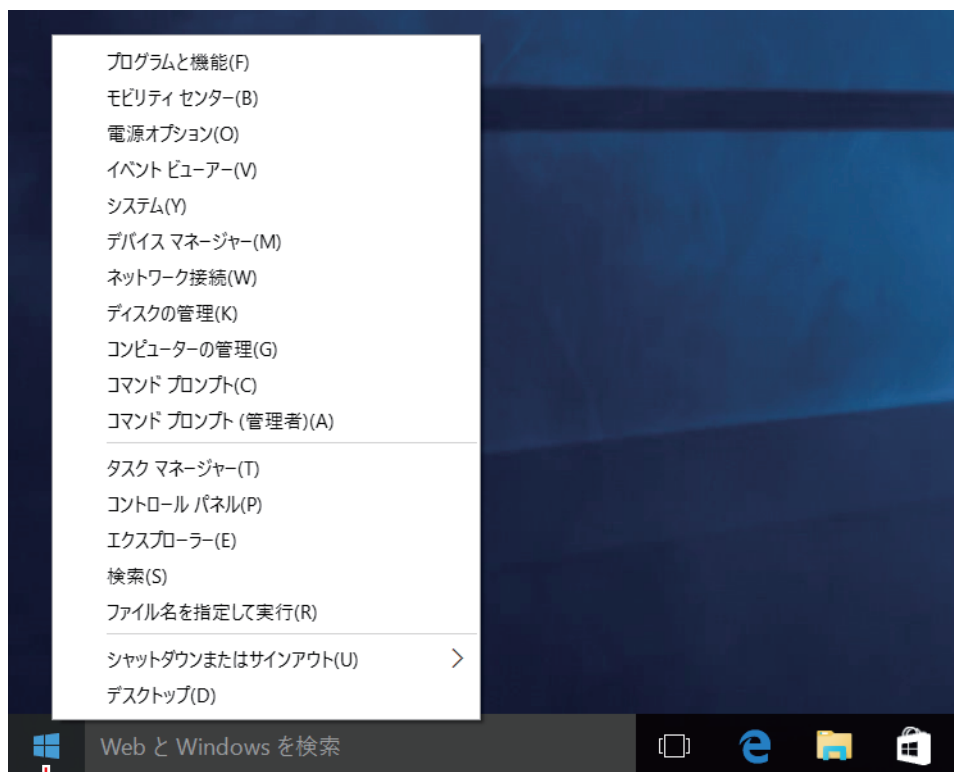 プログラムと機能(F)
モビリティ センター(B)
電源オプション(O)
イベント ビューアー(V)
システム(Y)
デバイス マネージャー(M)
ネットワーク接続(W)
ディスクの管理(K)
コンピューターの管理(G)
コマンド プロンプト(C)
コマンド プロンプト (管理者)(A)
タスク マネージャー(T)
コントロール パネル(P)
エクスプローラー(E)
検索(S)
ファイル名を指定して実行(R)
シャットダウンまたはサインアウト(U)
デスクトップ(D)
Web と Windows を検索